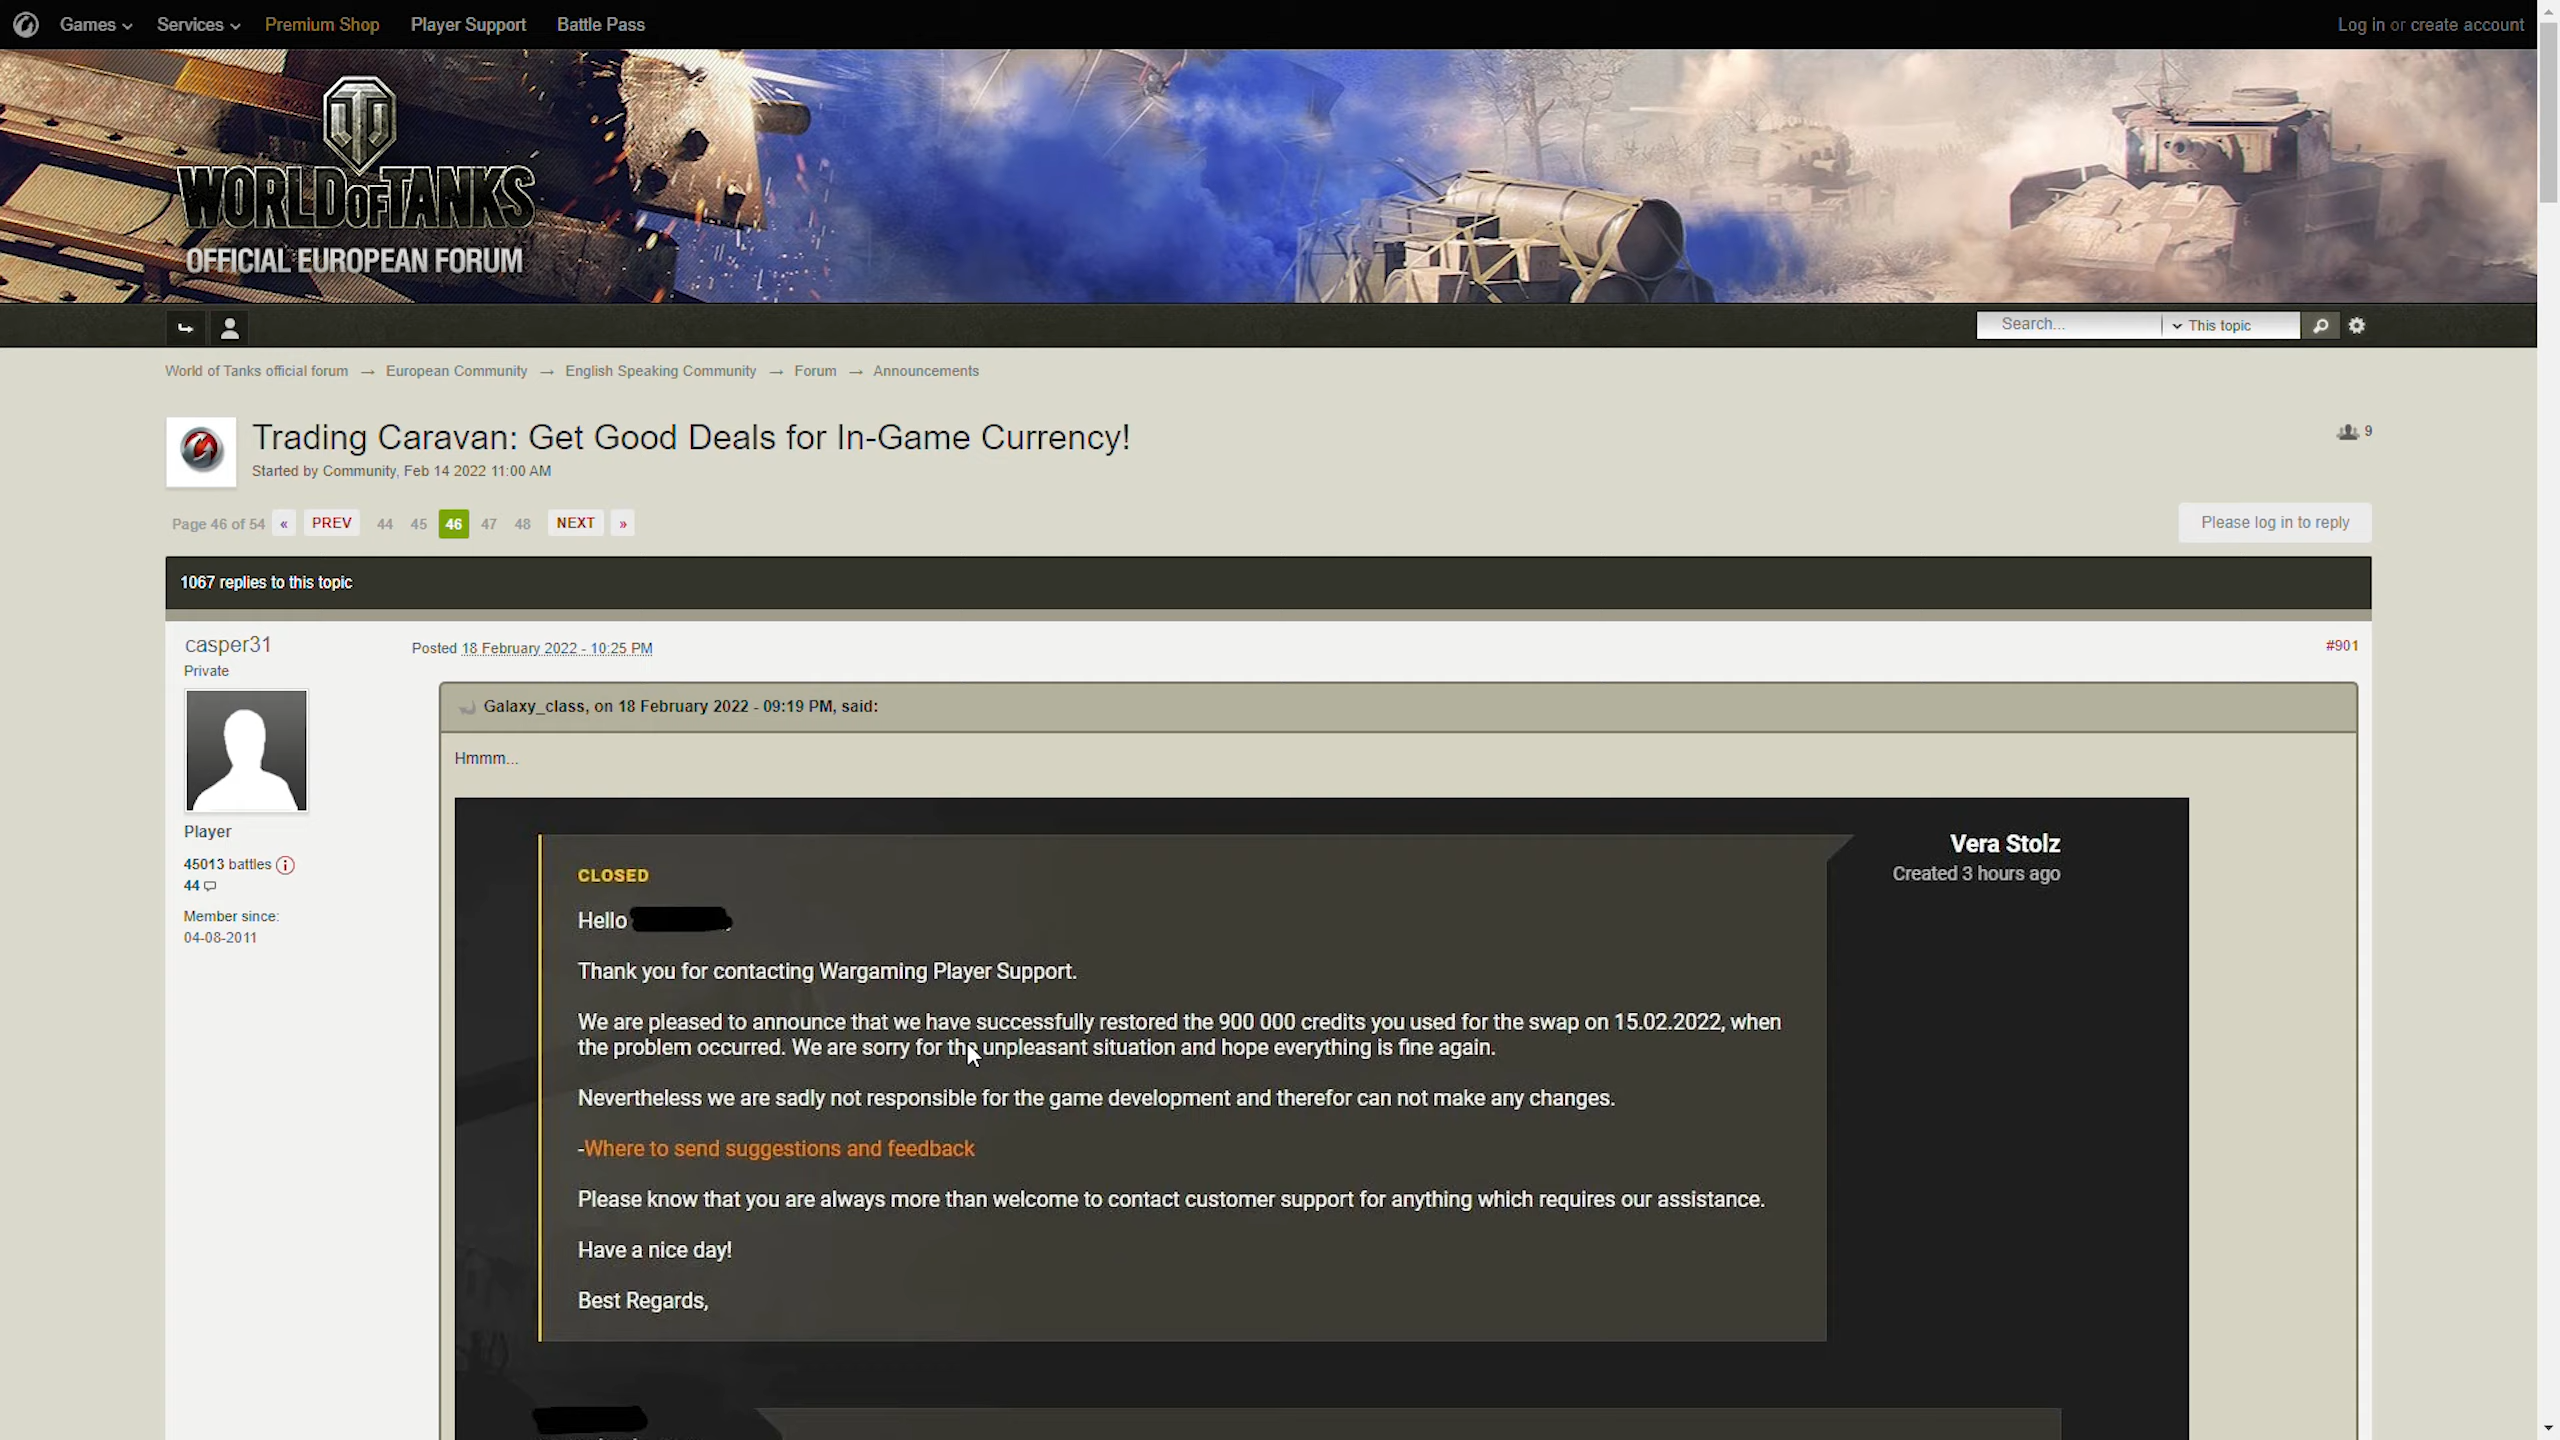 Games Services Premium Shop Player Support Battle Pass Log in or create account
WORLD OF TANKS
OFFICIAL EUROPEAN FORUM
Search... This topic
World of Tanks official forum → European Community → English Speaking Community → Forum → Announcements
Trading Caravan: Get Good Deals for In-Game Currency!
9
Started by Community, Feb 14 2022 11:00 AM
Page 46 of 54 « PREV 44 45 46 47 48 NEXT » Please log in to reply
1067 replies to this topic
casper31 Posted 18 February 2022 - 10:25 PM #901
Private
Player
45013 battles
44
Member since:
04-08-2011
Galaxy_class, on 18 February 2022 - 09:19 PM, said:
Hmmm...
Vera Stolz
Created 3 hours ago
CLOSED
Hello
Thank you for contacting Wargaming Player Support.
We are pleased to announce that we have successfully restored the 900 000 credits you used for the swap on 15.02.2022, when
the problem occurred. We are sorry for the unpleasant situation and hope everything is fine again.
Nevertheless we are sadly not responsible for the game development and therefor can not make any changes.
-Where to send suggestions and feedback
Please know that you are always more than welcome to contact customer support for anything which requires our assistance.
Have a nice day!
Best Regards,